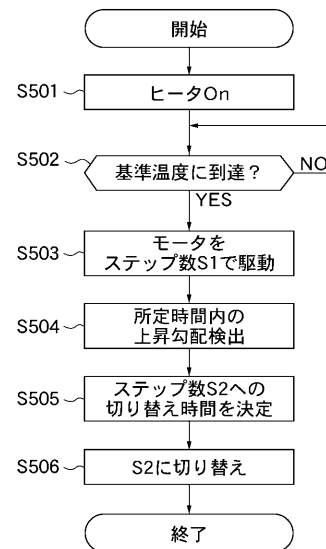 開始
S501
ヒータOn
S502
基準温度に到達？
NO
YES
S503
モータを
ステップ数S1で駆動
S504
所定時間内の
上昇勾配検出
S505
ステップ数S2への
切り替え時間を決定
S506
S2に切り替え
終了